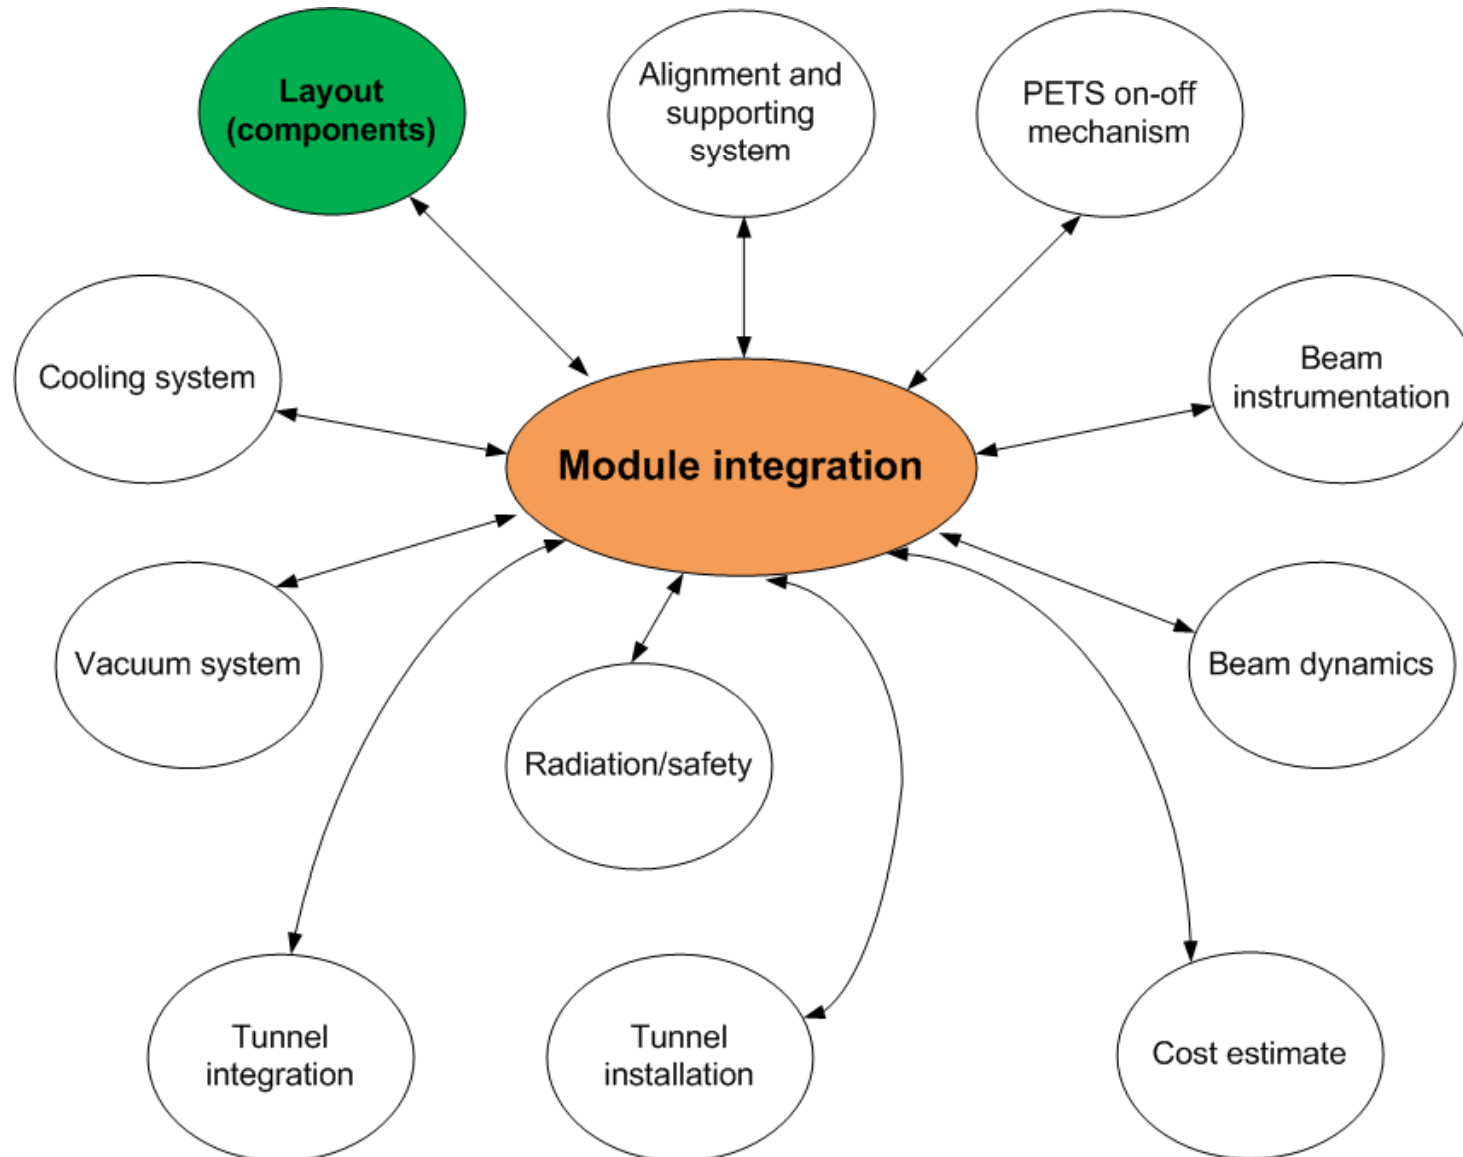 Layout
(components)
Alignment and
supporting
system
PETS on-off
mechanism
Cooling system
Beam
instrumentation
Module integration
Vacuum system
Beam dynamics
Radiation/safety
Tunnel
integration
Tunnel
installation
Cost estimate